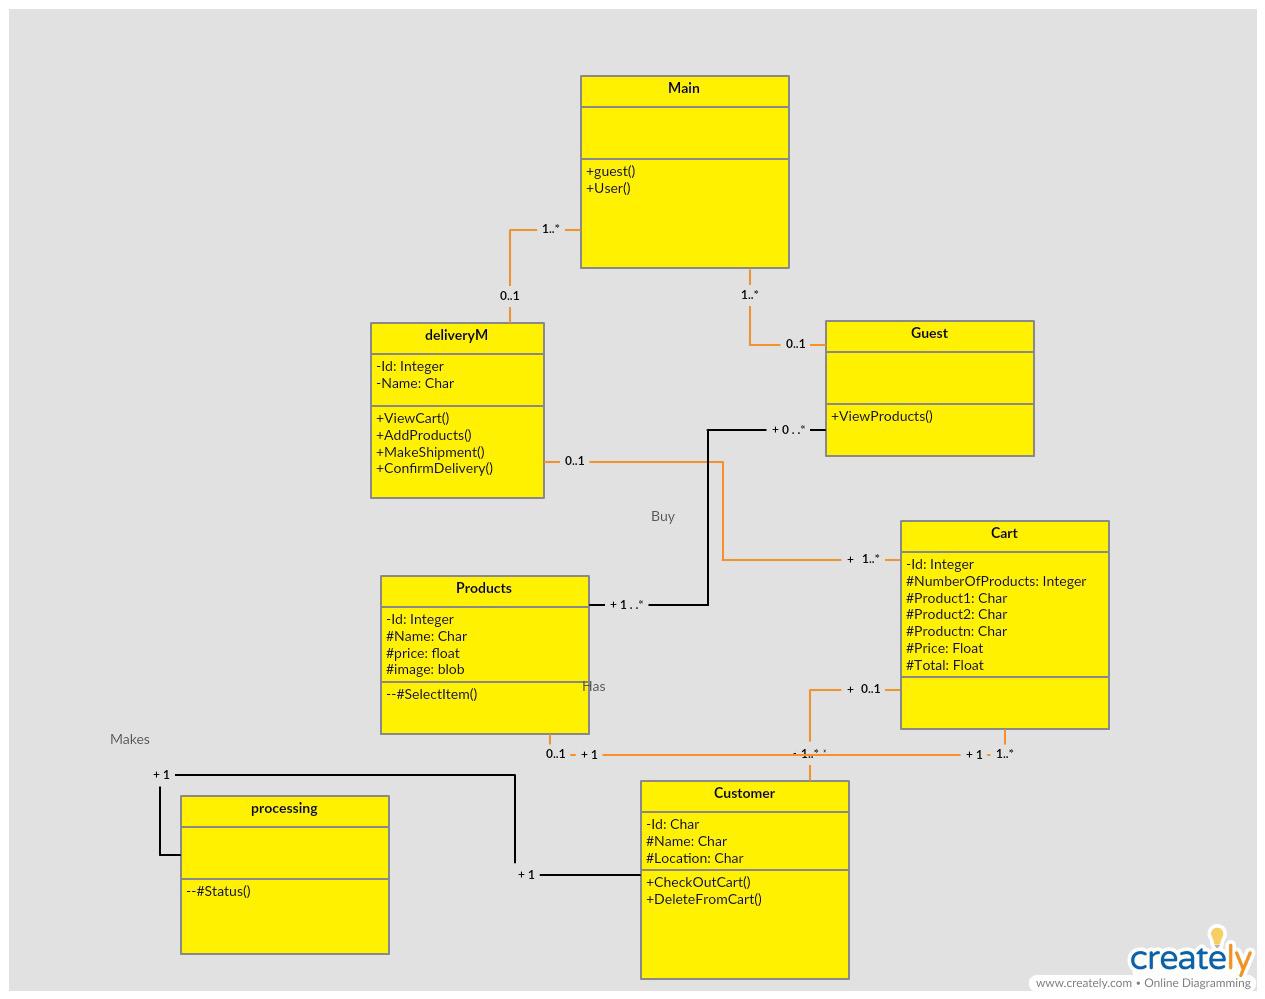 Main
+guest()
+User()
1..*
0..1
1..*
0..1
deliveryM
-Id: Integer
-Name: Char
+ViewCart()
+AddProducts()
+MakeShipment()
+ConfirmDelivery()
Guest
+ViewProducts()
+ 0 . .*
0..1
Buy
+ 1..*
Cart
-Id: Integer
#NumberOfProducts: Integer
#Product1: Char
#Product2: Char
#Productn: Char
#Price: Float
#Total: Float
Products
-Id: Integer
#Name: Char
#price: float
#image: blob
--#SelectItem()
+ 1 . .*
Has
+ 0..1
Makes
0..1 + 1
1..*
+ 1 1..*
+ 1
processing
--#Status()
+ 1
Customer
-Id: Char
#Name: Char
#Location: Char
+CheckOutCart()
+DeleteFromCart()
creately
www.creately.com • Online Diagramming